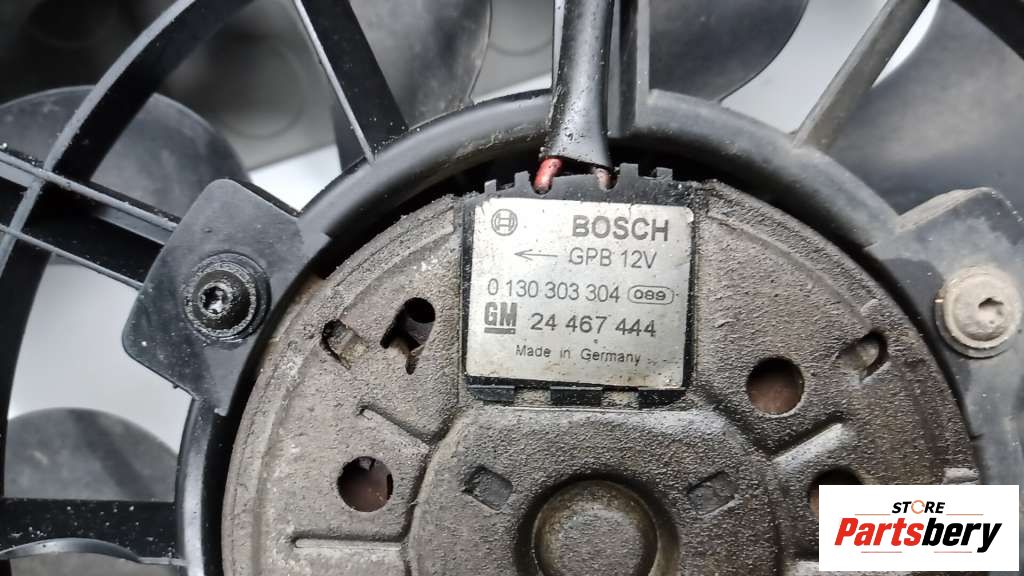 BOSCH
← GPB 12V
0 130 303 304 089
GM 24 467 444
Made in Germany
STORE
Partsbery